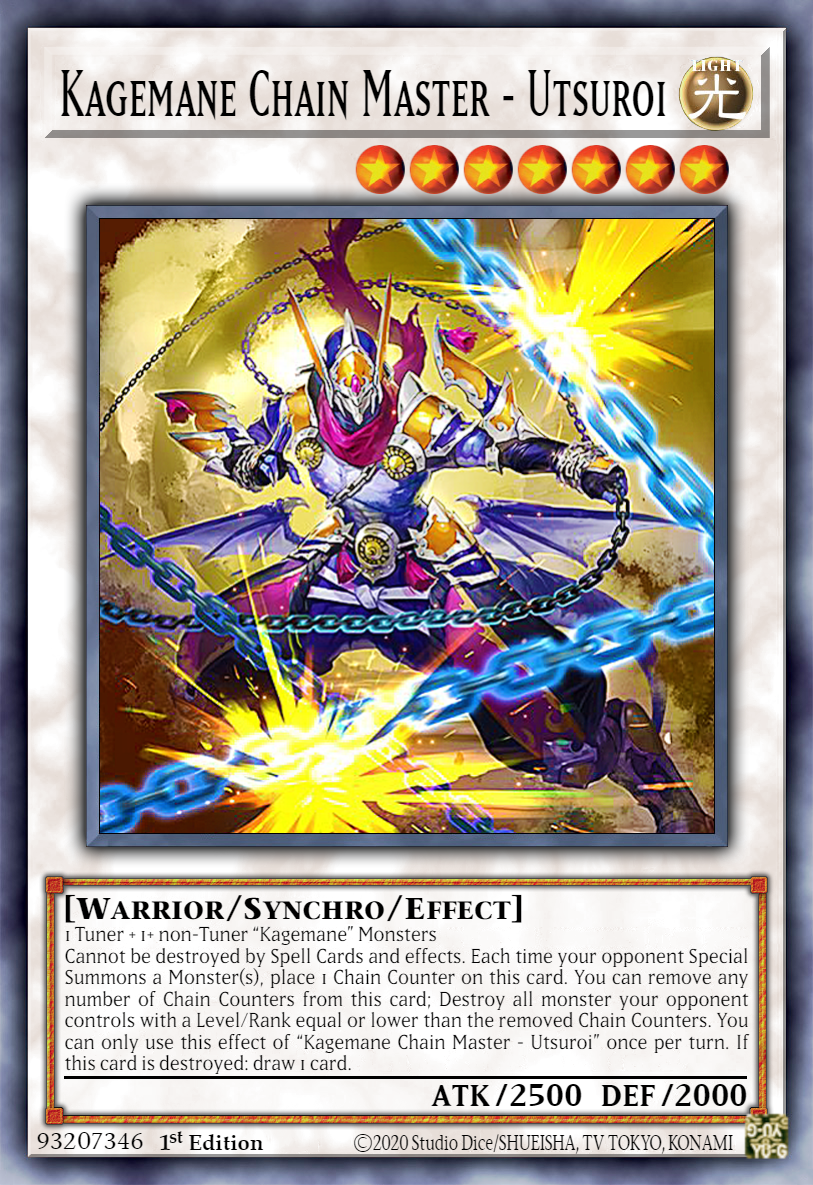 Kagemane Chain Master - Utsuroi
LIGHT
光
[Warrior/Synchro/Effect]
1 Tuner + 1+ non-Tuner “Kagemane” Monsters
Cannot be destroyed by Spell Cards and effects. Each time your opponent Special
Summons a Monster(s), place 1 Chain Counter on this card. You can remove any
number of Chain Counters from this card; Destroy all monster your opponent
controls with a Level/Rank equal or lower than the removed Chain Counters. You
can only use this effect of “Kagemane Chain Master - Utsuroi” once per turn. If
this card is destroyed: draw 1 card.
ATK/2500 DEF/2000
93207346 1st Edition ©2020 Studio Dice/SHUEISHA, TV TOKYO, KONAMI